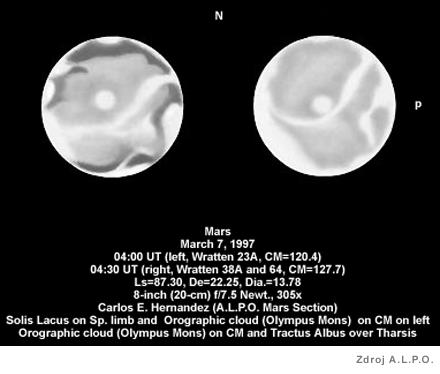 N
P
Mars
March 7, 1997
04:00 UT (left, Wratten 23A, CM=120.4)
04:30 UT (right, Wratten 38A and 64, CM=127.7)
Ls=87.30, De=22.25, Dia.=13.78
8-inch (20-cm) f/7.5 Newt., 305x
Carlos E. Hernandez (A.L.P.O. Mars Section)
Solis Lacus on Sp. limb and Orographic cloud (Olympus Mons) on CM on left
Orographic cloud (Olympus Mons) on CM and Tractus Albus over Tharsis
Zdroj A.L.P.O.